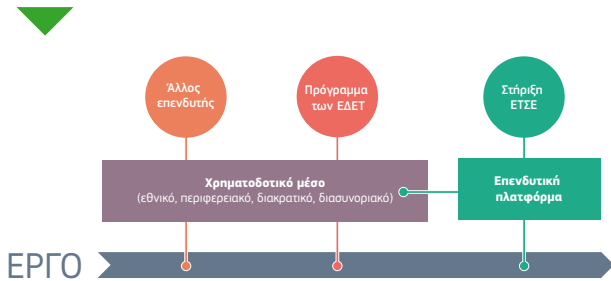 Άλλος
επενδυτής
Πρόγραμμα
των ΕΔΕΤ
Στήριξη
ΕΤΣΕ
Χρηματοδοτικό μέσο
(εθνικό, περιφερειακό, διακρατικό, διασυνοριακό)
Επενδυτική
πλατφόρμα
ΕΡΓΟ